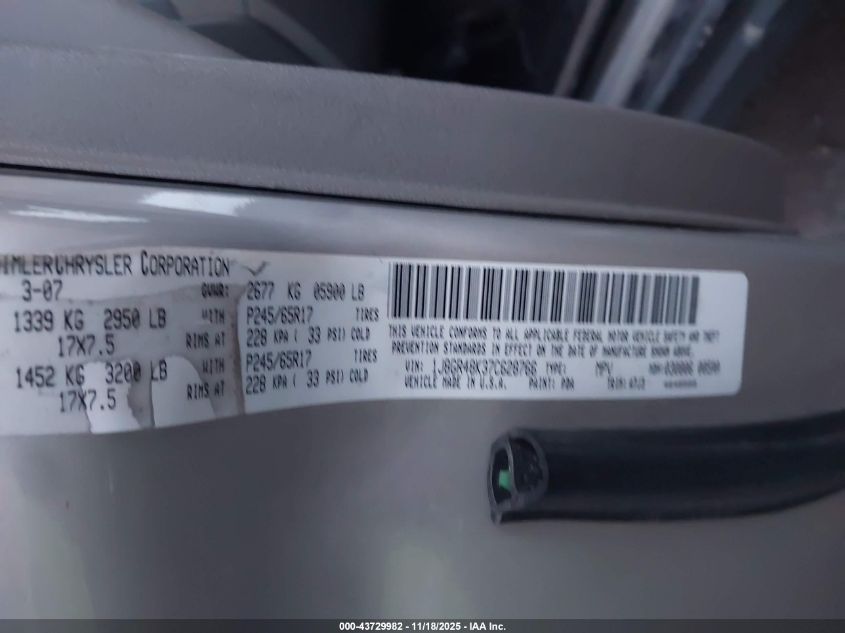 IMLERCHRYSLER CORPORATION
3-07 GVWR: 2677 KG 05900 LB
1339 KG 2950 LB WITH P245/65R17 TIRES
17X7.5 RIMS AT 228 KPA ( 33 PSI) COLD
1452 KG 3200 LB WITH P245/65R17 TIRES
17X7.5 RIMS AT 228 KPA ( 33 PSI) COLD
THIS VEHICLE CONFORMS TO ALL APPLICABLE FEDERAL MOTOR VEHICLE SAFETY AND THEFT
PREVENTION STANDARDS IN EFFECT ON THE DATE OF MANUFACTURE SHOWN ABOVE.
VIN: 1J8GR48K37C628766 TYPE: MPV
VEHICLE MADE IN U.S.A. PAINT: PDA TRIM:
000-43729982 - 11/18/2025 - IAA Inc.